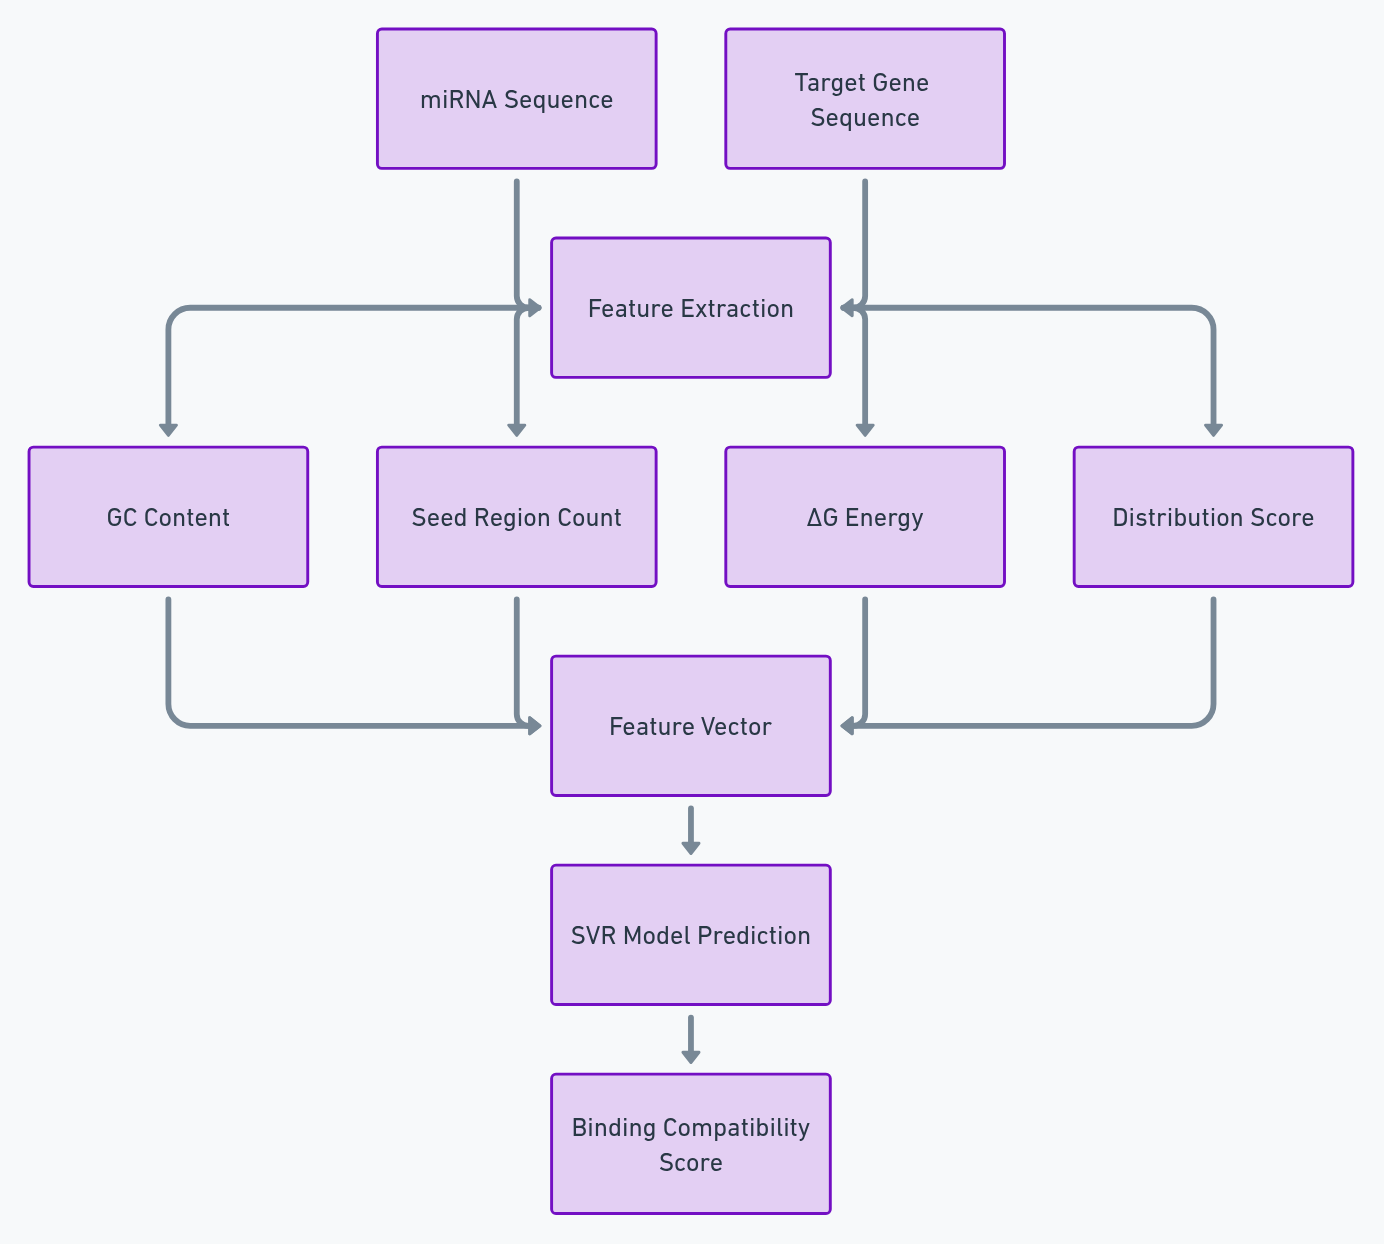 miRNA Sequence
Target Gene
Sequence
Feature Extraction
GC Content
Seed Region Count
ΔG Energy
Distribution Score
Feature Vector
SVR Model Prediction
Binding Compatibility
Score